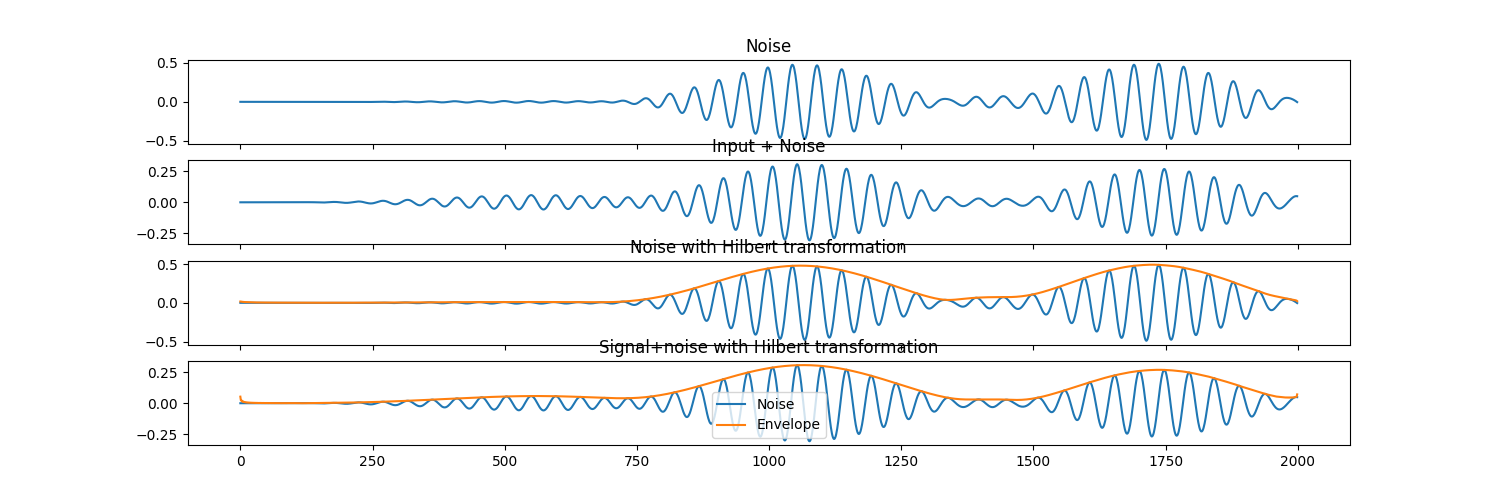 Noise
0.5
0.0
−0.5
Input + Noise
0.25
0.00
−0.25
Noise with Hilbert transformation
0.5
0.0
−0.5
Signal+noise with Hilbert transformation
0.25
0.00
−0.25
Noise
Envelope
0 250 500 750 1000 1250 1500 1750 2000